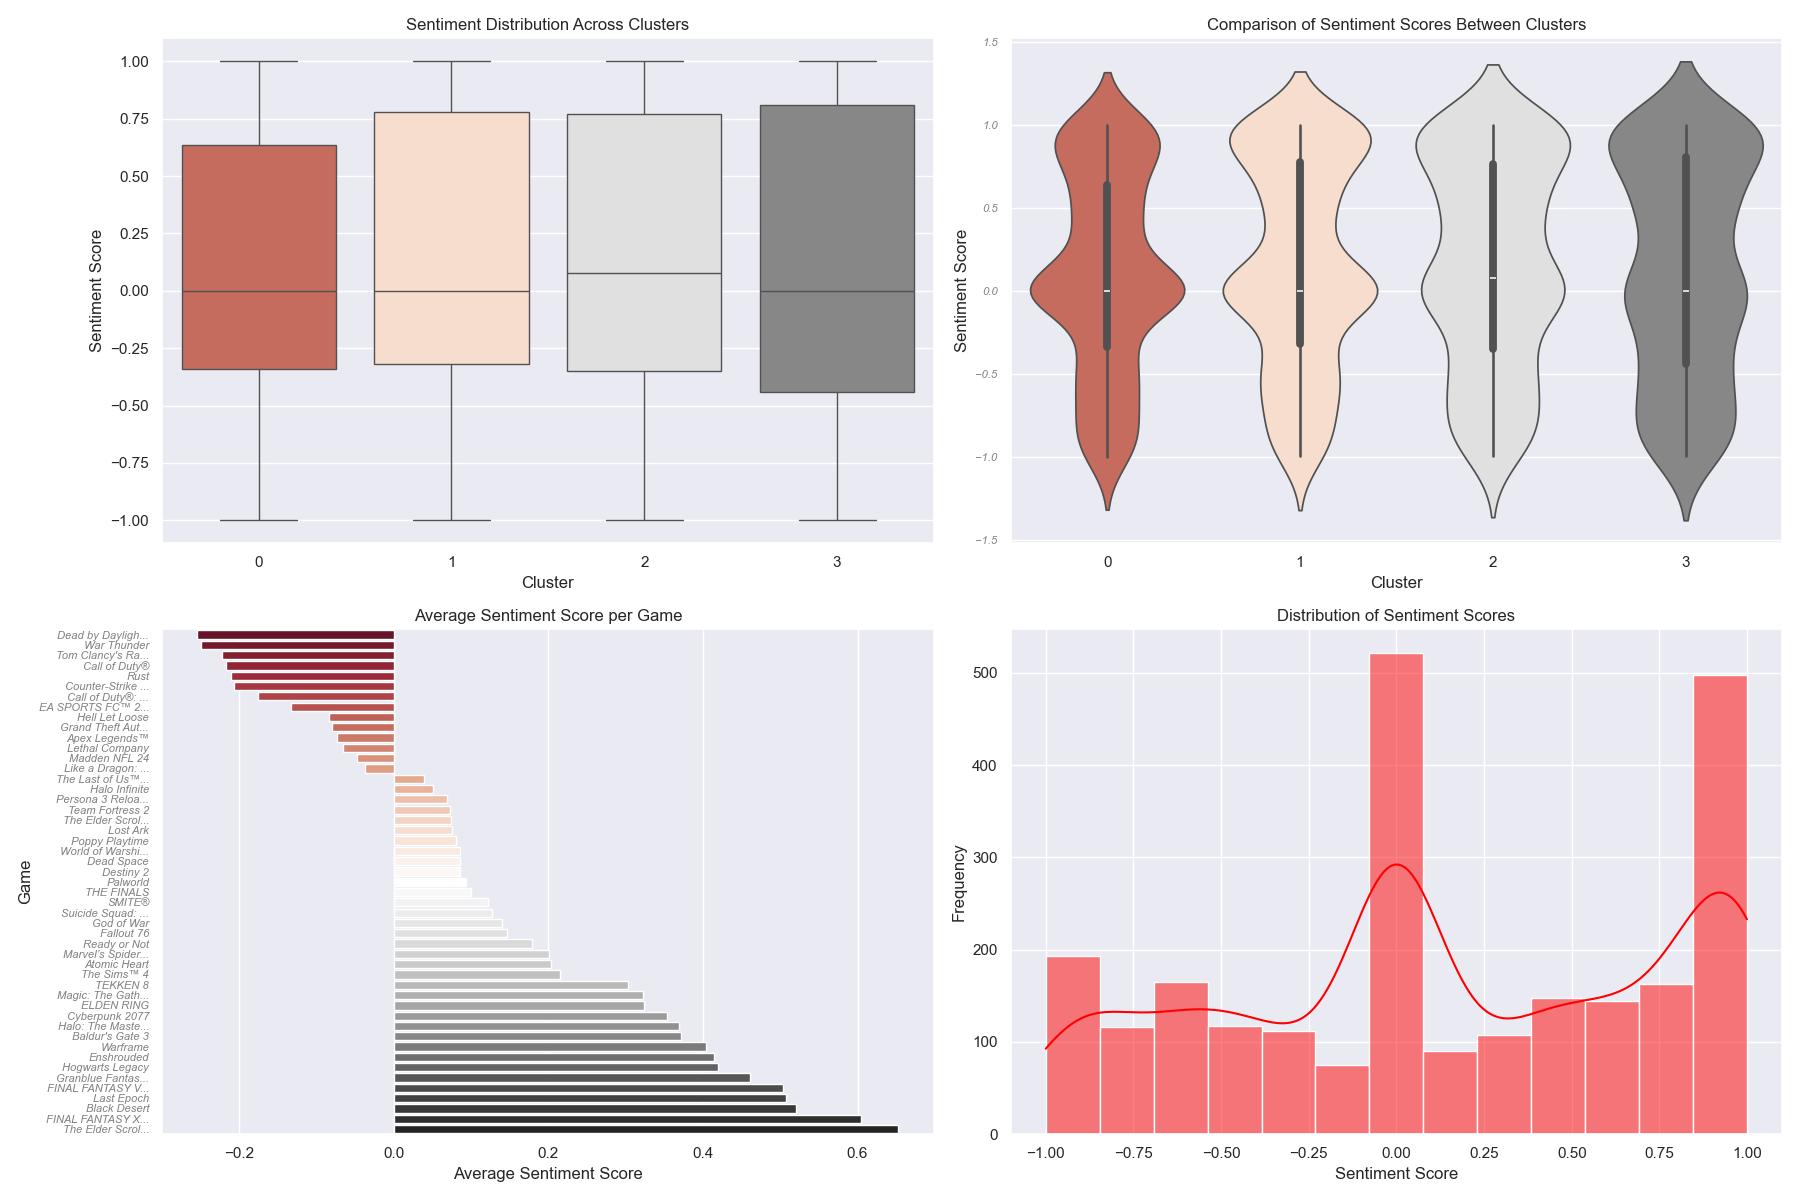 Sentiment Distribution Across Clusters
Sentiment Score
1.00
0.75
0.50
0.25
0.00
−0.25
−0.50
−0.75
−1.00
0 1 2 3
Cluster
Comparison of Sentiment Scores Between Clusters
Sentiment Score
1.5
1.0
0.5
0.0
−0.5
−1.0
−1.5
0 1 2 3
Cluster
Average Sentiment Score per Game
Game
Dead by Dayligh...
War Thunder
Tom Clancy's Ra...
Call of Duty®
Rust
Counter-Strike ...
Call of Duty®: ...
EA SPORTS FC™ 2...
Hell Let Loose
Grand Theft Aut...
Apex Legends™
Lethal Company
Madden NFL 24
Like a Dragon: ...
The Last of Us™...
Halo Infinite
Persona 3 Reloa...
Team Fortress 2
The Elder Scrol...
Lost Ark
Poppy Playtime
World of Warshi...
Dead Space
Destiny 2
Palworld
THE FINALS
SMITE®
Suicide Squad: ...
God of War
Fallout 76
Ready or Not
Marvel's Spider...
Atomic Heart
The Sims™ 4
TEKKEN 8
Magic: The Gath...
ELDEN RING
Cyberpunk 2077
Halo: The Maste...
Baldur's Gate 3
Warframe
Enshrouded
Hogwarts Legacy
Granblue Fantas...
FINAL FANTASY V...
Last Epoch
Black Desert
FINAL FANTASY X...
The Elder Scrol...
−0.2 0.0 0.2 0.4 0.6
Average Sentiment Score
Distribution of Sentiment Scores
Frequency
500
400
300
200
100
0
−1.00 −0.75 −0.50 −0.25 0.00 0.25 0.50 0.75 1.00
Sentiment Score